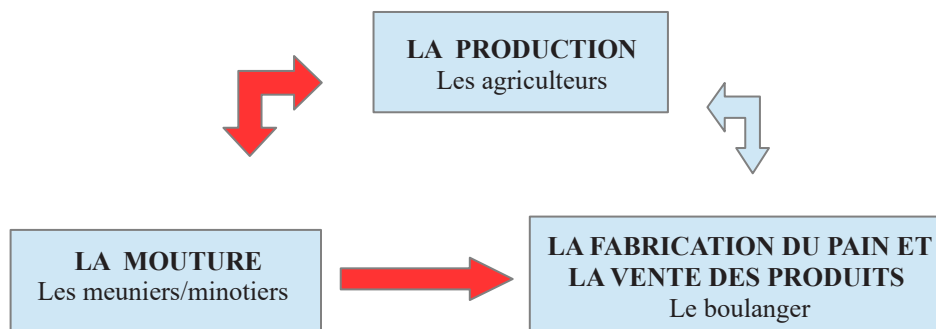 LA PRODUCTION
Les agriculteurs
LA MOUTURE
Les meuniers/minotiers
LA FABRICATION DU PAIN ET
LA VENTE DES PRODUITS
Le boulanger